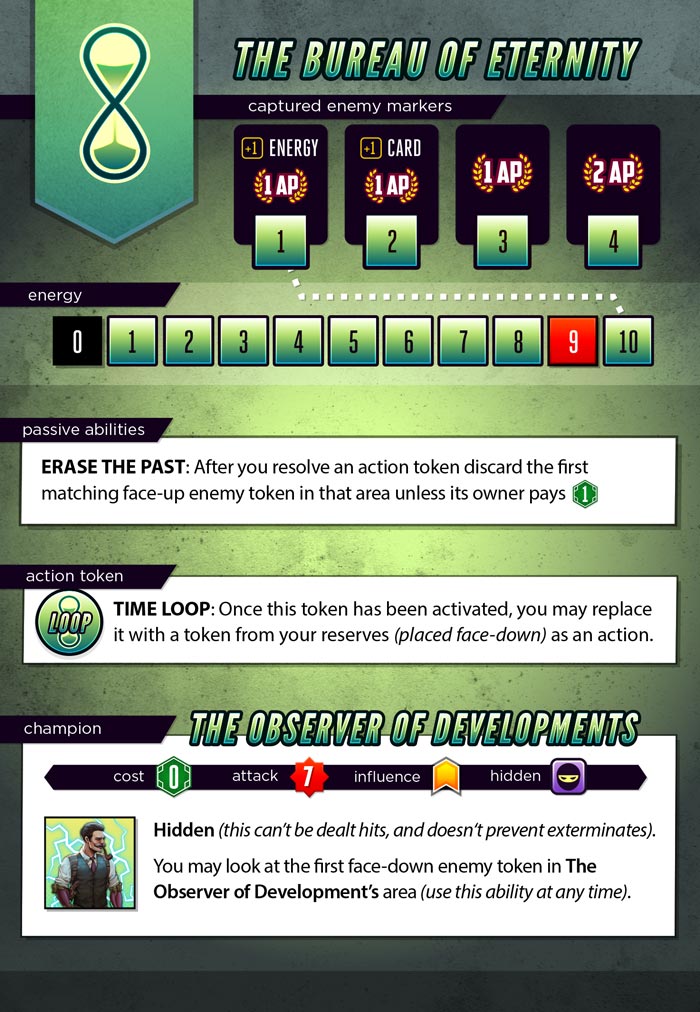 THE BUREAU OF ETERNITY
captured enemy markers
+1 ENERGY
1 AP
1
+1 CARD
1 AP
2
1 AP
3
2 AP
4
energy
0 1 2 3 4 5 6 7 8 9 10
passive abilities
ERASE THE PAST: After you resolve an action token discard the first
matching face-up enemy token in that area unless its owner pays 1
action token
LOOP
TIME LOOP: Once this token has been activated, you may replace
it with a token from your reserves (placed face-down) as an action.
champion
THE OBSERVER OF DEVELOPMENTS
cost 0 attack 7 influence hidden
Hidden (this can't be dealt hits, and doesn't prevent exterminates).
You may look at the first face-down enemy token in The
Observer of Development's area (use this ability at any time).